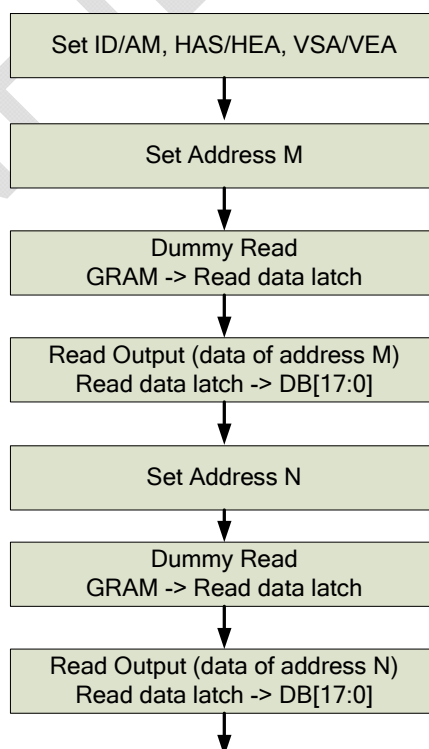 Set ID/AM, HAS/HEA, VSA/VEA
Set Address M
Dummy Read
GRAM -> Read data latch
Read Output (data of address M)
Read data latch -> DB[17:0]
Set Address N
Dummy Read
GRAM -> Read data latch
Read Output (data of address N)
Read data latch -> DB[17:0]